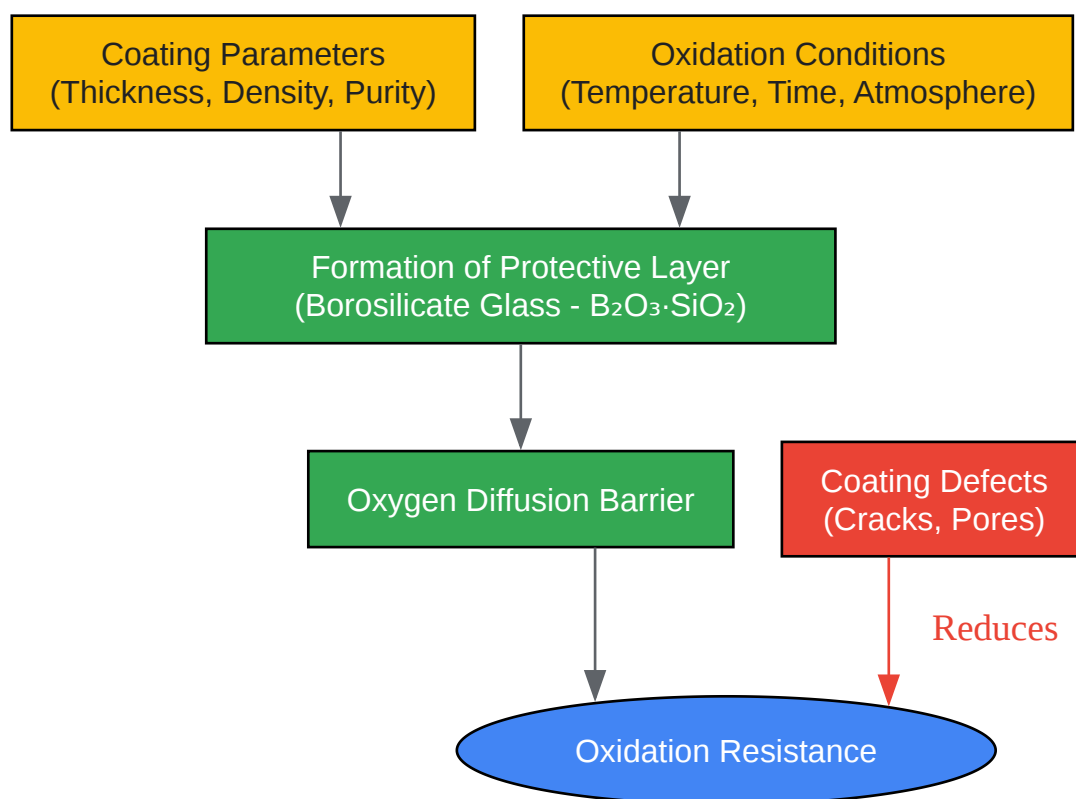 Coating Parameters
(Thickness, Density, Purity)
Oxidation Conditions
(Temperature, Time, Atmosphere)
Formation of Protective Layer
(Borosilicate Glass - B₂O₃·SiO₂)
Oxygen Diffusion Barrier
Coating Defects
(Cracks, Pores)
Reduces
Oxidation Resistance